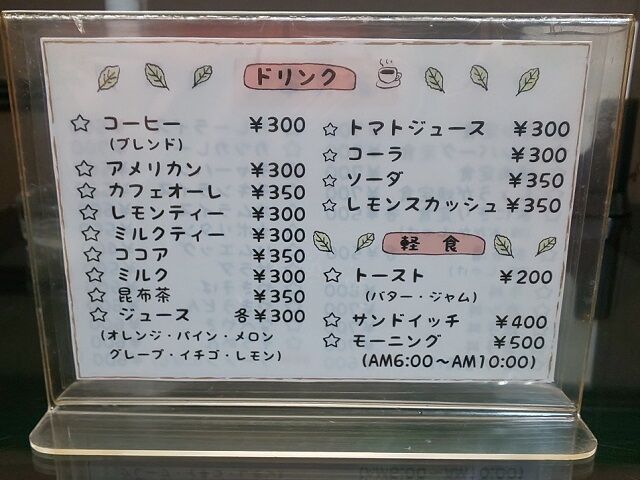 ドリンク
☆ コーヒー ¥300
(ブレンド)
☆ アメリカン ¥300
☆ カフェオーレ ¥350
☆ レモンティー ¥300
☆ ミルクティー ¥300
☆ ココア ¥350
☆ ミルク ¥300
☆ 昆布茶 ¥350
☆ ジュース 各¥300
(オレンジ・パイン・メロン
グレープ・イチゴ・レモン)
☆ トマトジュース ¥300
☆ コーラ ¥300
☆ ソーダ ¥350
☆ レモンスカッシュ ¥350
軽 食
☆ トースト ¥200
(バター・ジャム)
☆ サンドイッチ ¥400
☆ モーニング ¥500
(AM6:00～AM10:00)